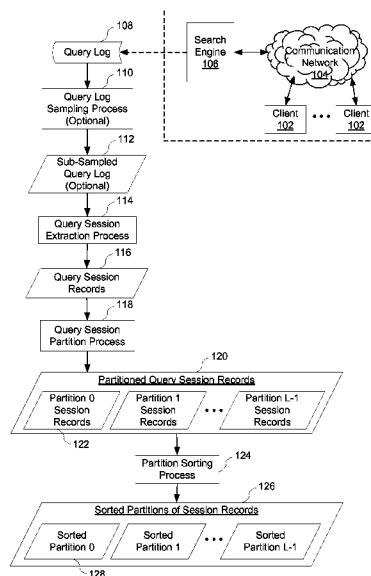 108
Query Log
Search
Engine
106
Communication
Network
104
110
Query Log
Sampling Process
(Optional)
Client
102
Client
102
112
Sub-Sampled
Query Log
(Optional)
114
Query Session
Extraction Process
116
Query Session
Records
118
Query Session
Partition Process
120
Partitioned Query Session Records
Partition 0
Session
Records
Partition 1
Session
Records
Partition L-1
Session
Records
122
124
Partition Sorting
Process
126
Sorted Partitions of Session Records
Sorted
Partition 0
Sorted
Partition 1
Sorted
Partition L-1
128